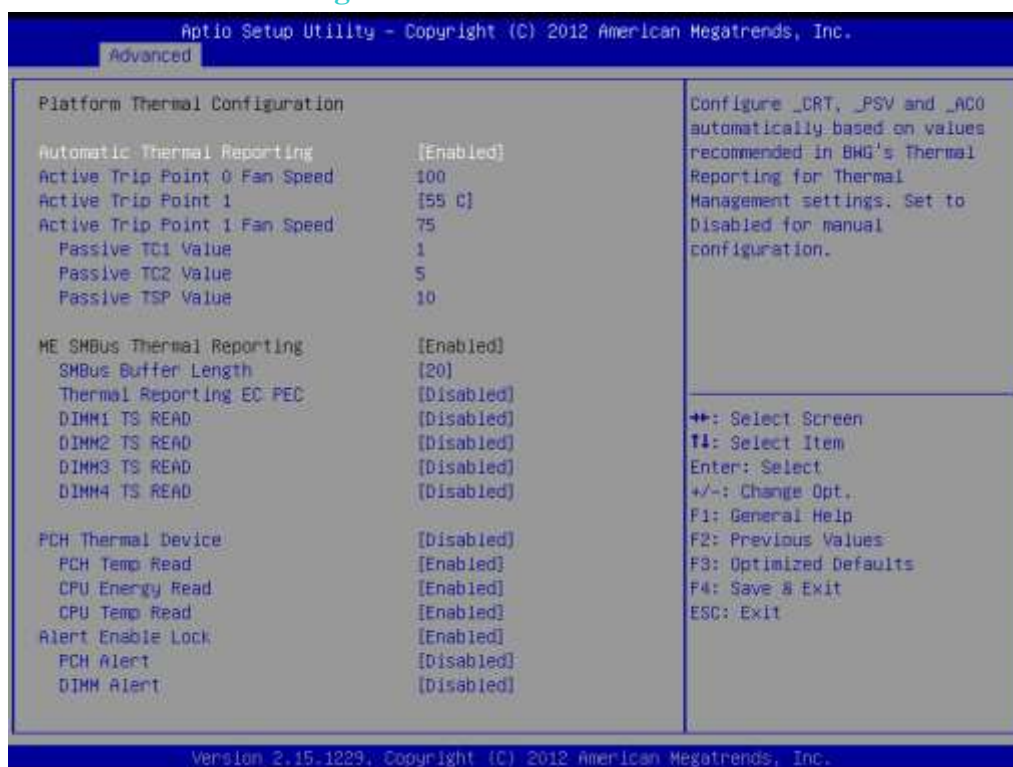 Aptio Setup Utility - Copyright (C) 2012 American Megatrends, Inc.
Advanced
Platform Thermal Configuration
Automatic Thermal Reporting [Enabled]
Active Trip Point 0 Fan Speed 100
Active Trip Point 1 [55 C]
Active Trip Point 1 Fan Speed 75
Passive TC1 Value 1
Passive TC2 Value 5
Passive TSP Value 10
ME SMBus Thermal Reporting [Enabled]
SMBus Buffer Length [20]
Thermal Reporting EC PEC [Disabled]
DIMM1 TS READ [Disabled]
DIMM2 TS READ [Disabled]
DIMM3 TS READ [Disabled]
DIMM4 TS READ [Disabled]
PCH Thermal Device [Disabled]
PCH Temp Read [Enabled]
CPU Energy Read [Enabled]
CPU Temp Read [Enabled]
Alert Enable Lock [Enabled]
PCH Alert [Disabled]
DIMM Alert [Disabled]
Configure _CRT, _PSV and _AC0
automatically based on values
recommended in BWG's Thermal
Reporting for Thermal
Management settings. Set to
Disabled for manual
configuration.
→←: Select Screen
↑↓: Select Item
Enter: Select
+/-: Change Opt.
F1: General Help
F2: Previous Values
F3: Optimized Defaults
F4: Save & Exit
ESC: Exit
Version 2.15.1229. Copyright (C) 2012 American Megatrends, Inc.